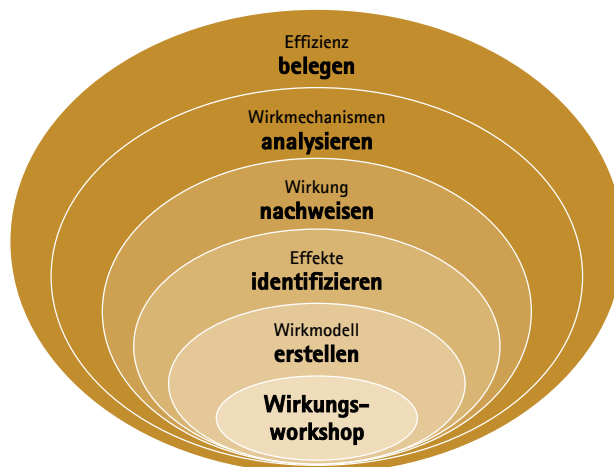 Effizienz
belegen
Wirkmechanismen
analysieren
Wirkung
nachweisen
Effekte
identifizieren
Wirkmodell
erstellen
Wirkungs-
workshop